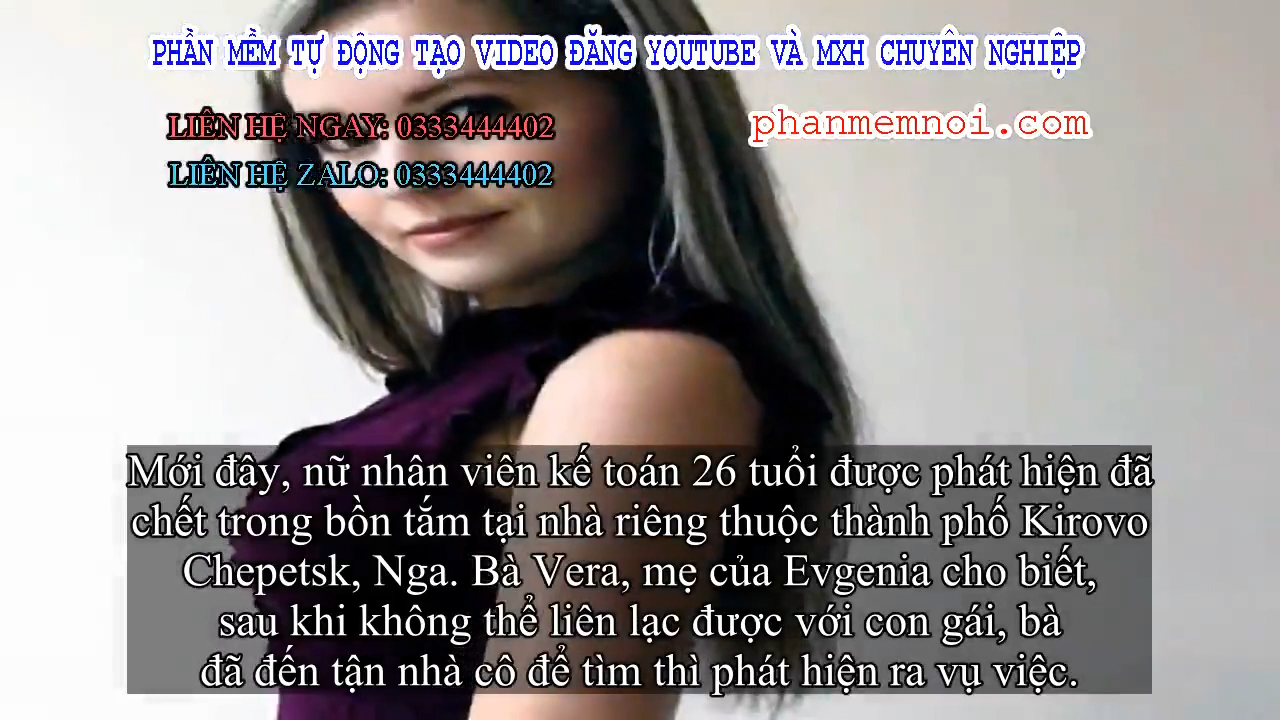 PHẦN MỀM TỰ ĐỘNG TẠO VIDEO ĐĂNG YOUTUBE VÀ MXH CHUYÊN NGHIỆP
LIÊN HỆ NGAY: 0333444402
phanmemnoi.com
LIÊN HỆ ZALO: 0333444402
Mới đây, nữ nhân viên kế toán 26 tuổi được phát hiện đã
chết trong bồn tắm tại nhà riêng thuộc thành phố Kirovo
Chepetsk, Nga. Bà Vera, mẹ của Evgenia cho biết,
sau khi không thể liên lạc được với con gái, bà
đã đến tận nhà cô để tìm thì phát hiện ra vụ việc.